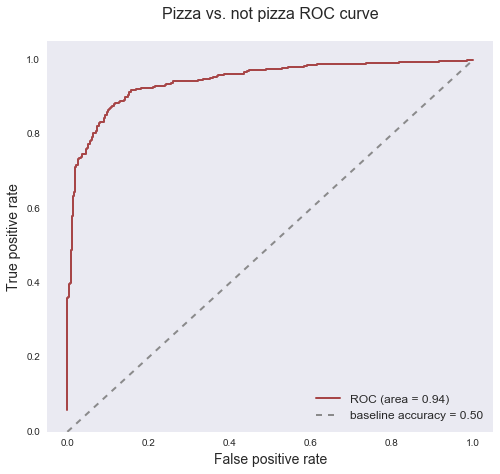 Pizza vs. not pizza ROC curve
1.0
0.8
0.6
0.4
0.2
0.0
True positive rate
ROC (area = 0.94)
baseline accuracy = 0.50
0.0 0.2 0.4 0.6 0.8 1.0
False positive rate